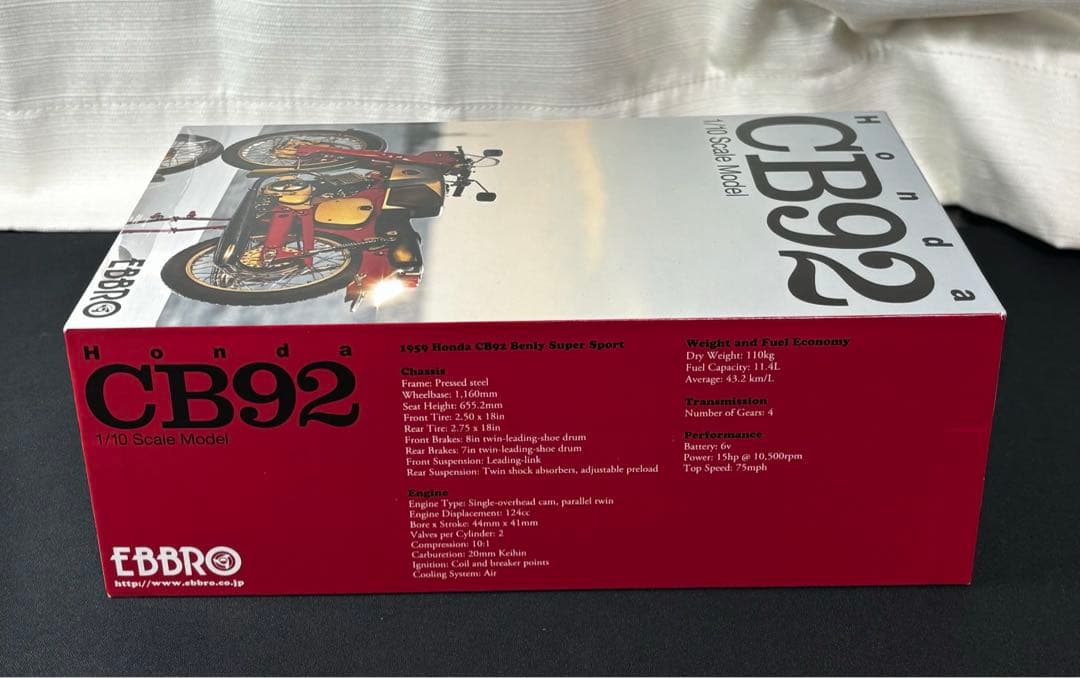 Honda
CB92
1/10 Scale Model
EBBRO
Honda
CB92
1/10 Scale Model
EBBRO
http://www.ebbro.co.jp
1959 Honda CB92 Benly Super Sport
Chassis
Frame: Pressed steel
Wheelbase: 1,160mm
Seat Height: 655.2mm
Front Tire: 2.50 x 18in
Rear Tire: 2.75 x 18in
Front Brakes: 8in twin-leading-shoe drum
Rear Brakes: 7in twin-leading-shoe drum
Front Suspension: Leading-link
Rear Suspension: Twin shock absorbers, adjustable preload
Engine
Engine Type: Single-overhead cam, parallel twin
Engine Displacement: 124cc
Bore x Stroke: 44mm x 41mm
Valves per Cylinder: 2
Compression: 10:1
Carburetion: 20mm Keihin
Ignition: Coil and breaker points
Cooling System: Air
Weight and Fuel Economy
Dry Weight: 110kg
Fuel Capacity: 11.4L
Average: 43.2 km/L
Transmission
Number of Gears: 4
Performance
Battery: 6v
Power: 15hp @ 10,500rpm
Top Speed: 75mph